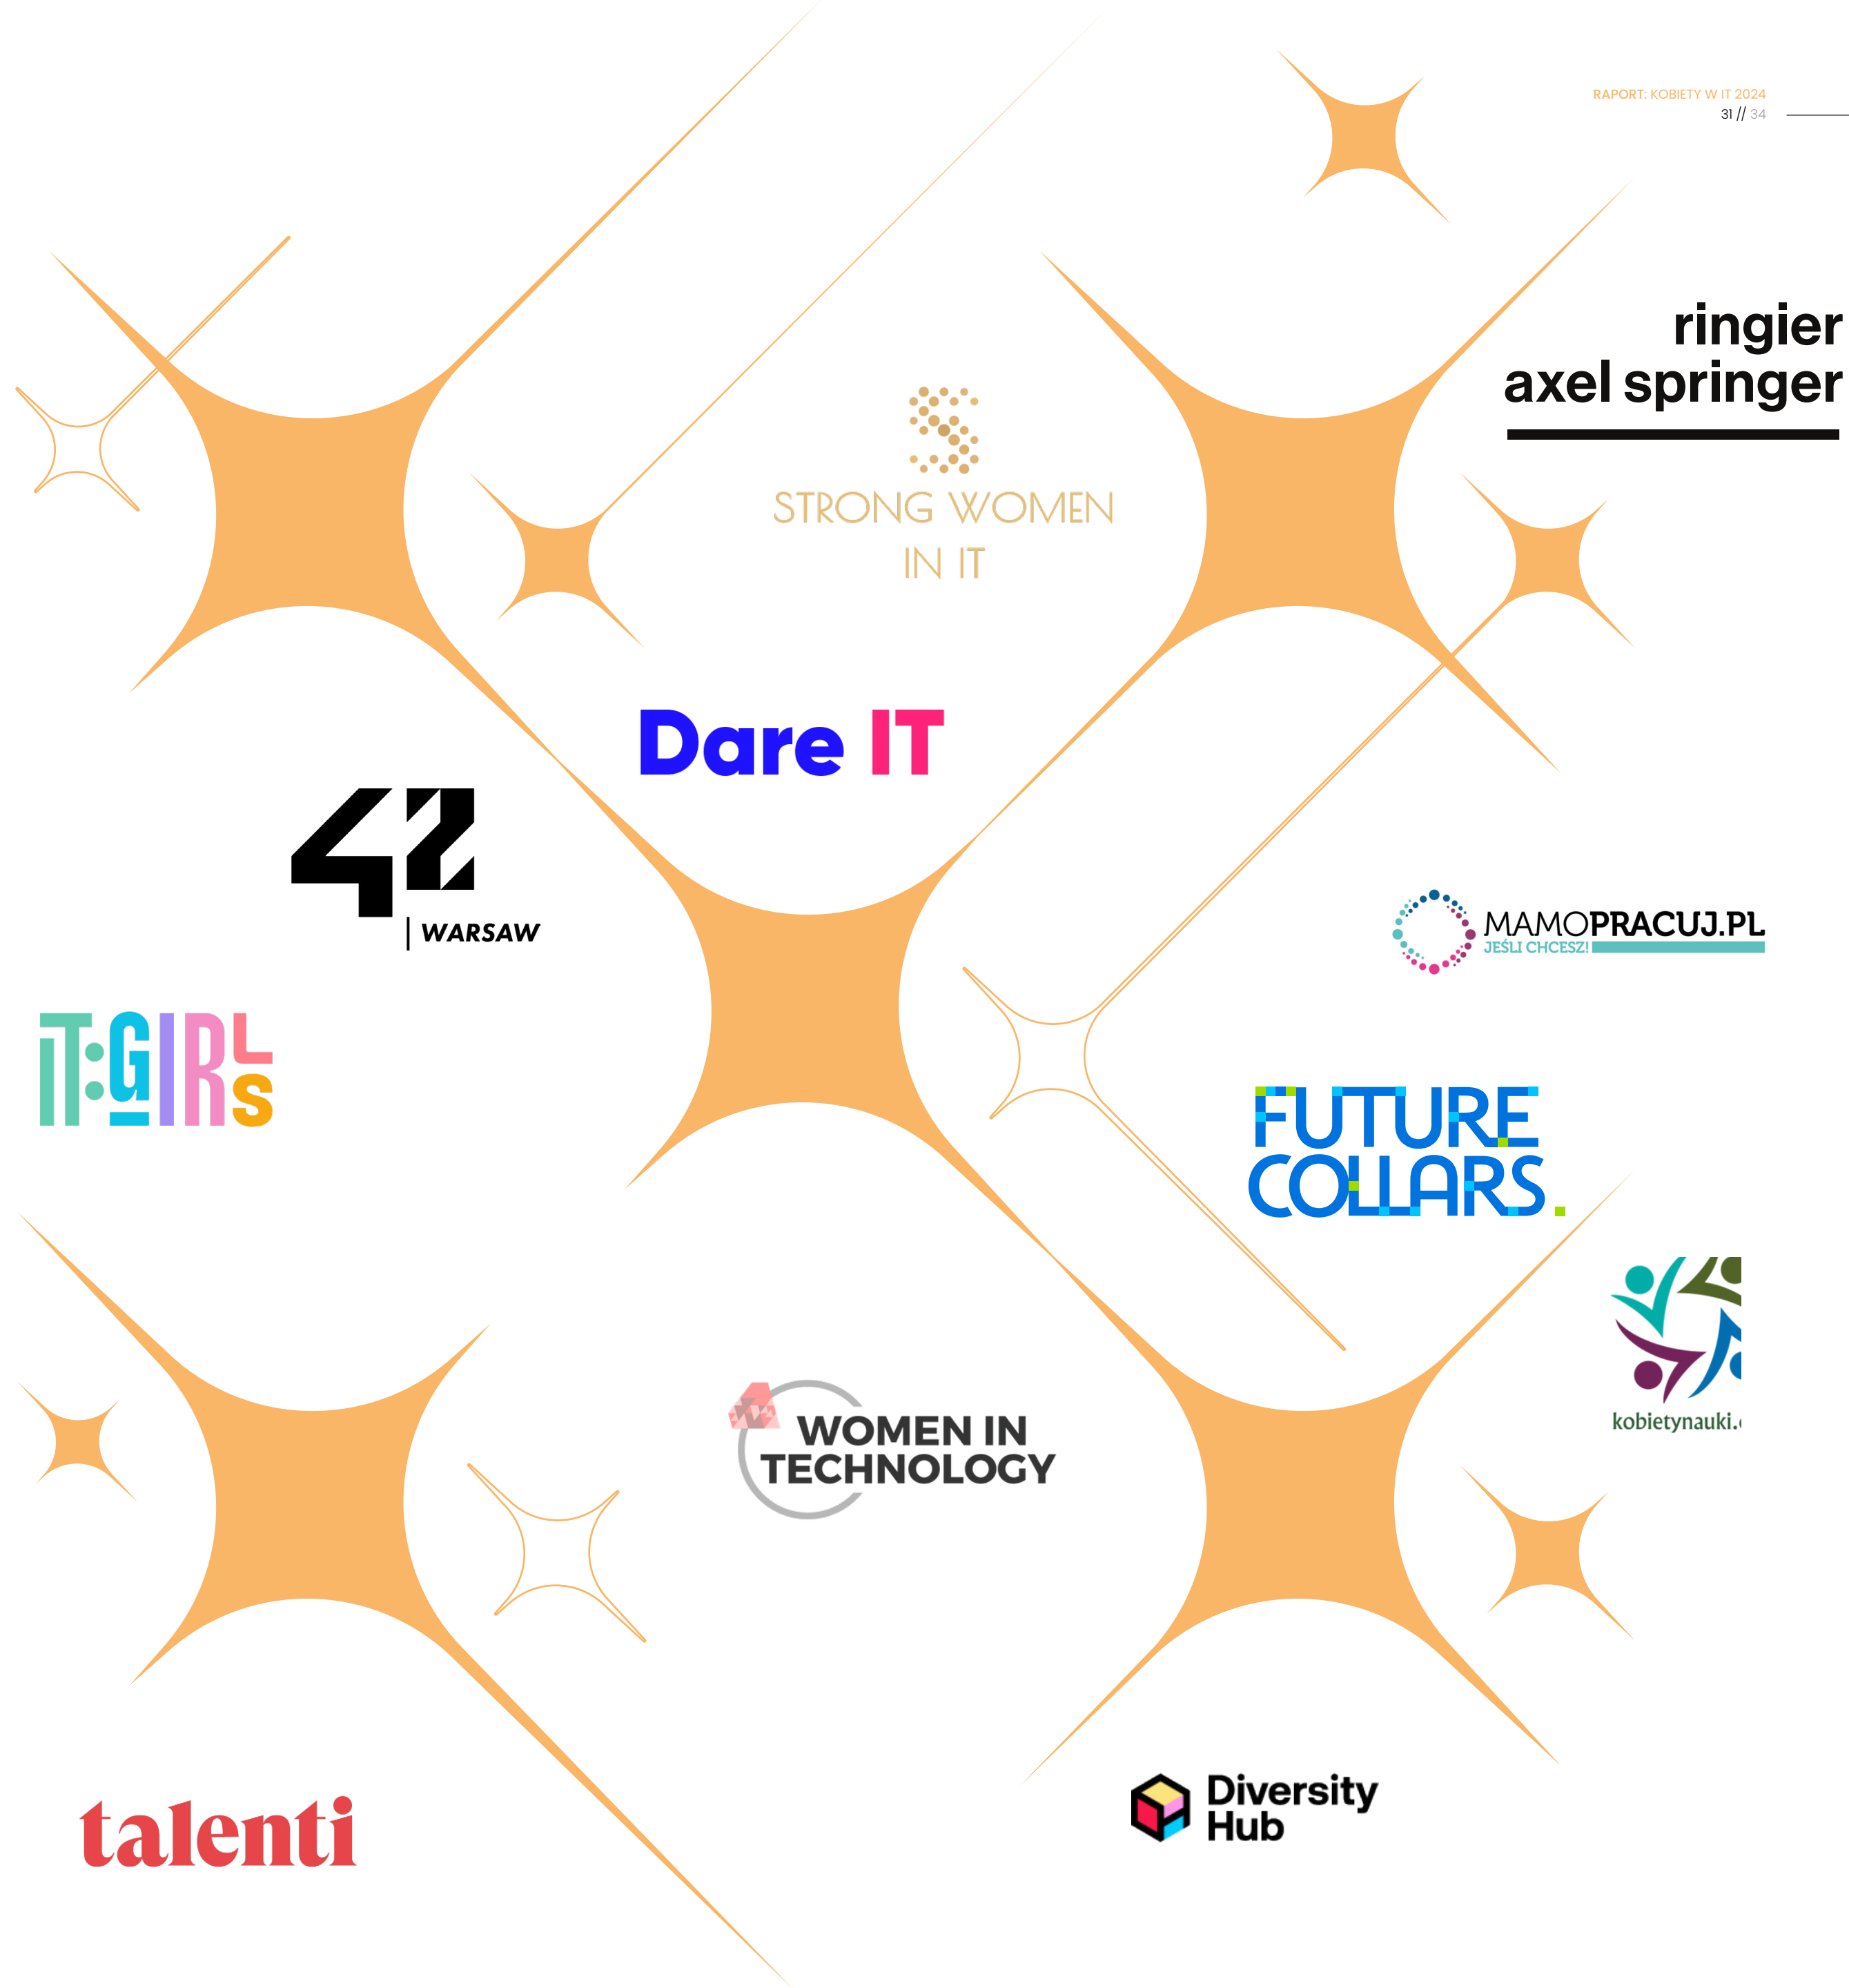 RAPORT: KOBIETY W IT 2024
31 // 34
ringier
axel springer
STRONG WOMEN
IN IT
Dare IT
42
WARSAW
MAMOPRACUJ.PL
JEŚLI CHCESZ!
iT:GIRLs
FUTURE
COLLARS.
kobietynauki.
WOMEN IN
TECHNOLOGY
Diversity
Hub
talenti